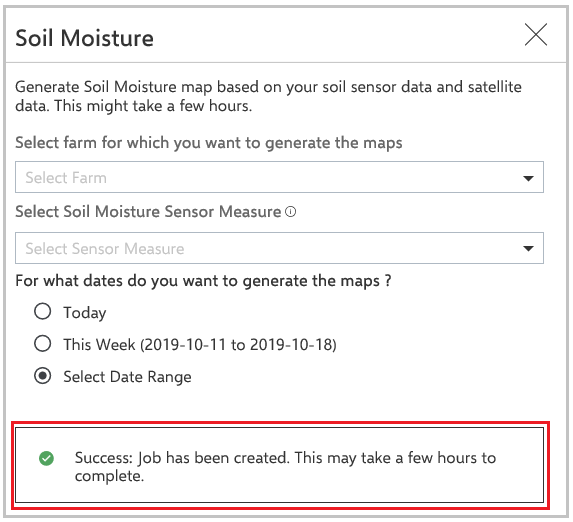 Soil Moisture
Generate Soil Moisture map based on your soil sensor data and satellite
data. This might take a few hours.
Select farm for which you want to generate the maps
Select Farm
Select Soil Moisture Sensor Measure
Select Sensor Measure
For what dates do you want to generate the maps ?
Today
This Week (2019-10-11 to 2019-10-18)
Select Date Range
Success: Job has been created. This may take a few hours to
complete.